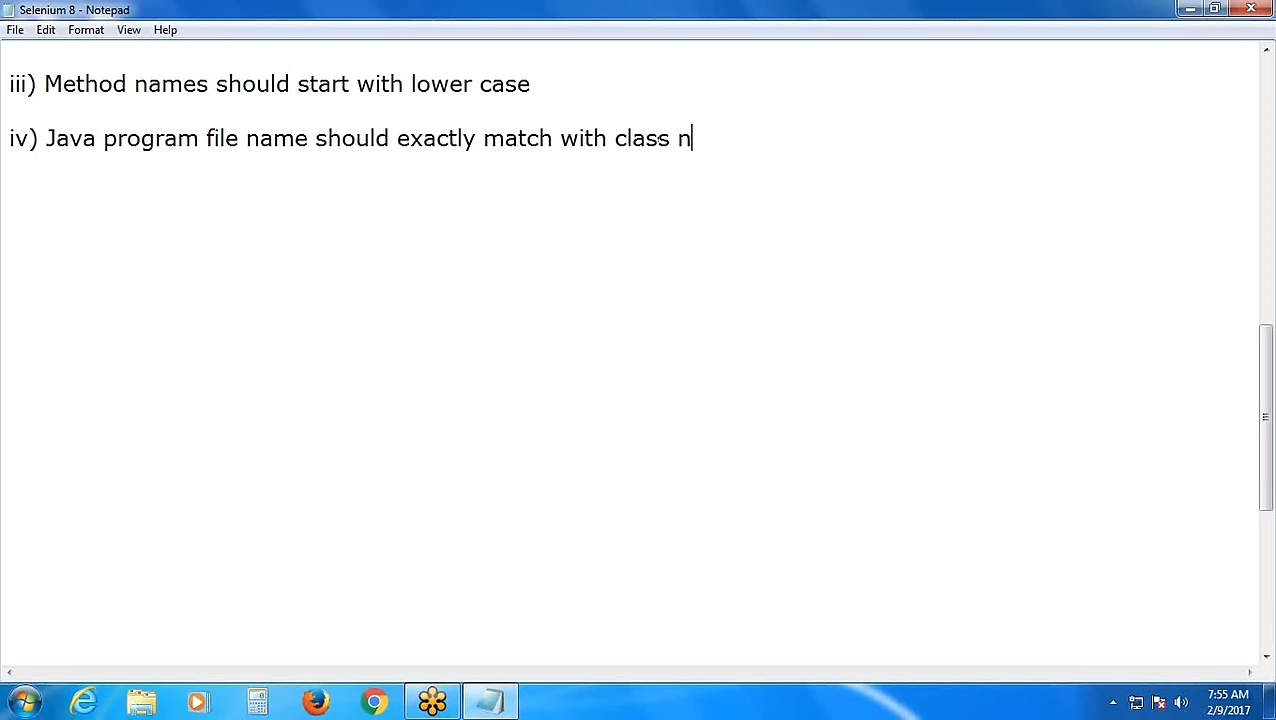 Selenium 8 - Notepad
File Edit Format View Help
iii) Method names should start with lower case
iv) Java program file name should exactly match with class n
7:55 AM
2/9/2017